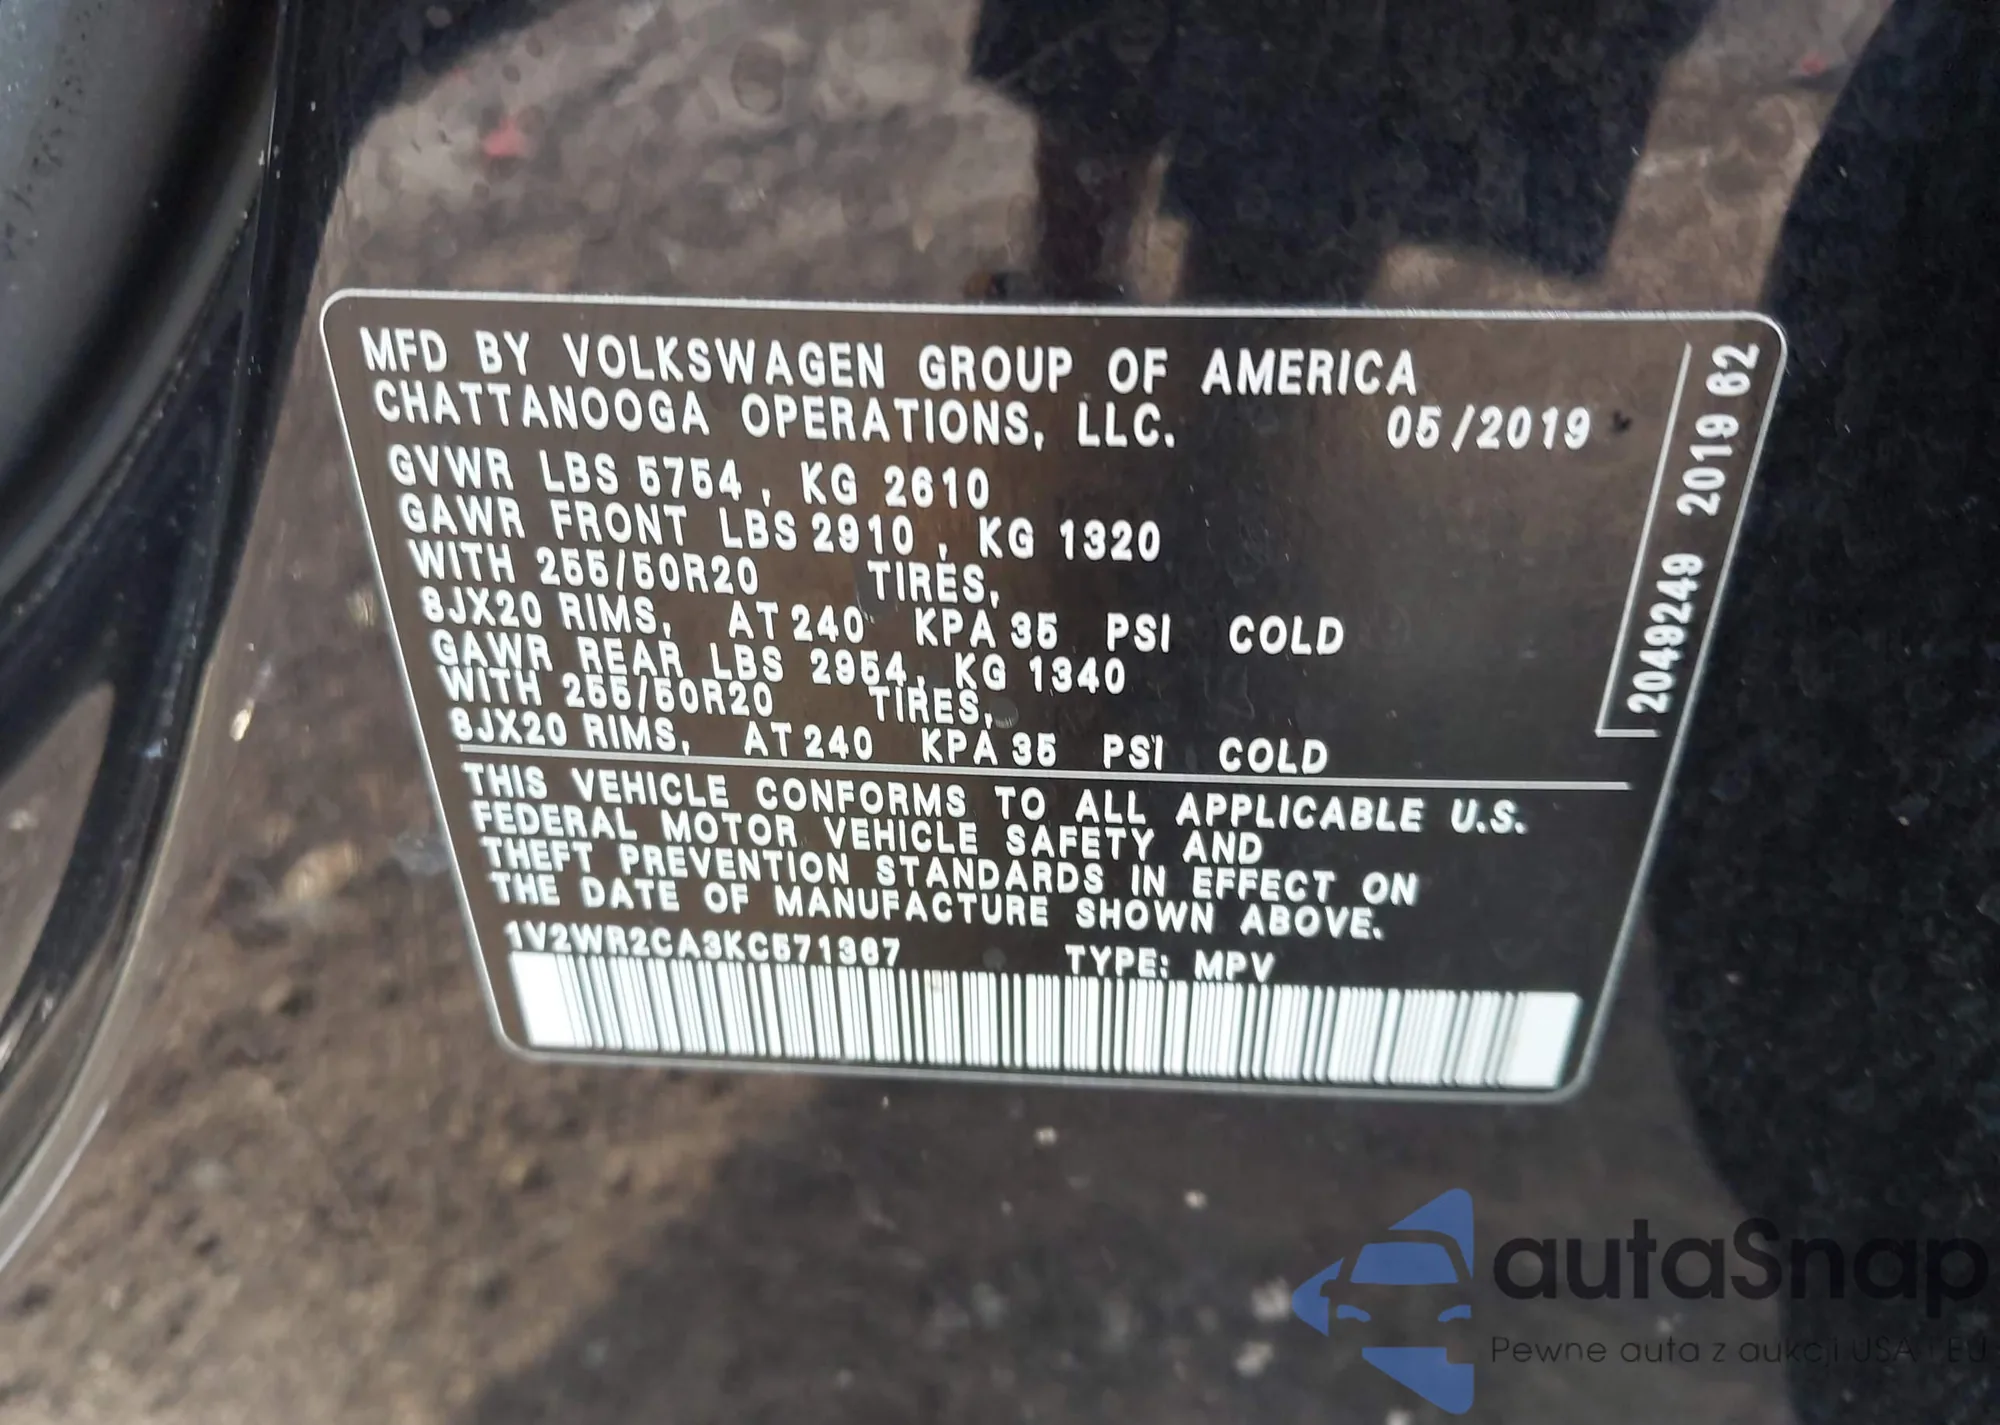 MFD BY VOLKSWAGEN GROUP OF AMERICA
CHATTANOOGA OPERATIONS, LLC. 05/2019
GVWR LBS 5754, KG 2610
GAWR FRONT LBS 2910, KG 1320
WITH 255/50R20 TIRES,
8JX20 RIMS, AT 240 KPA 35 PSI COLD
GAWR REAR LBS 2954, KG 1340
WITH 255/50R20 TIRES,
8JX20 RIMS, AT 240 KPA 35 PSI COLD
THIS VEHICLE CONFORMS TO ALL APPLICABLE U.S.
FEDERAL MOTOR VEHICLE SAFETY AND
THEFT PREVENTION STANDARDS IN EFFECT ON
THE DATE OF MANUFACTURE SHOWN ABOVE.
1V2WR2CA3KC571367 TYPE: MPV
2049249 2019 62
autaSnap
Pewne auta z aukcji USA i EU